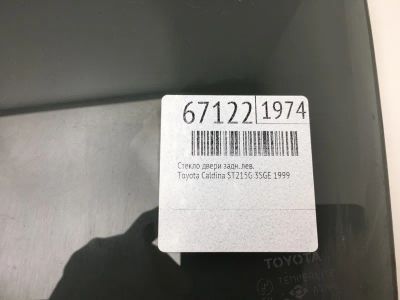 67122 1974
Стекло двери задн. лев.
Toyota Caldina ST215G 3SGE 1999
TOYOTA